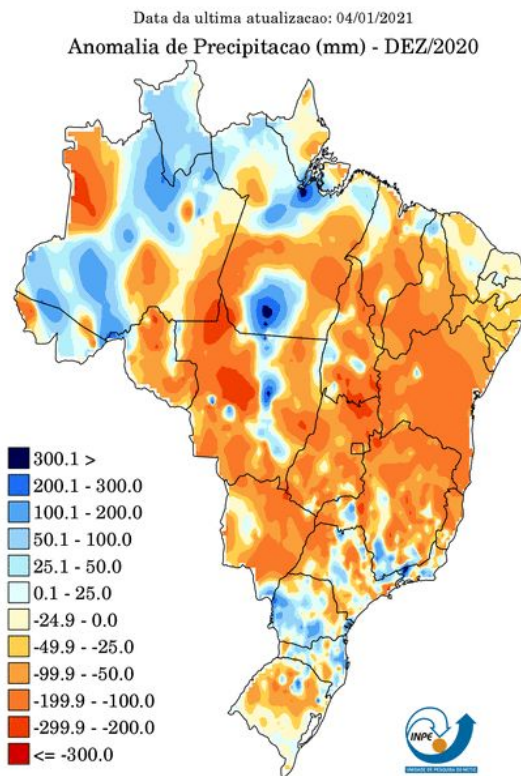 Data da ultima atualizacao: 04/01/2021
Anomalia de Precipitacao (mm) - DEZ/2020
300.1 >
200.1 - 300.0
100.1 - 200.0
50.1 - 100.0
25.1 - 50.0
0.1 - 25.0
-24.9 - 0.0
-49.9 - -25.0
-99.9 - -50.0
-199.9 - -100.0
-299.9 - -200.0
<= -300.0
INPE